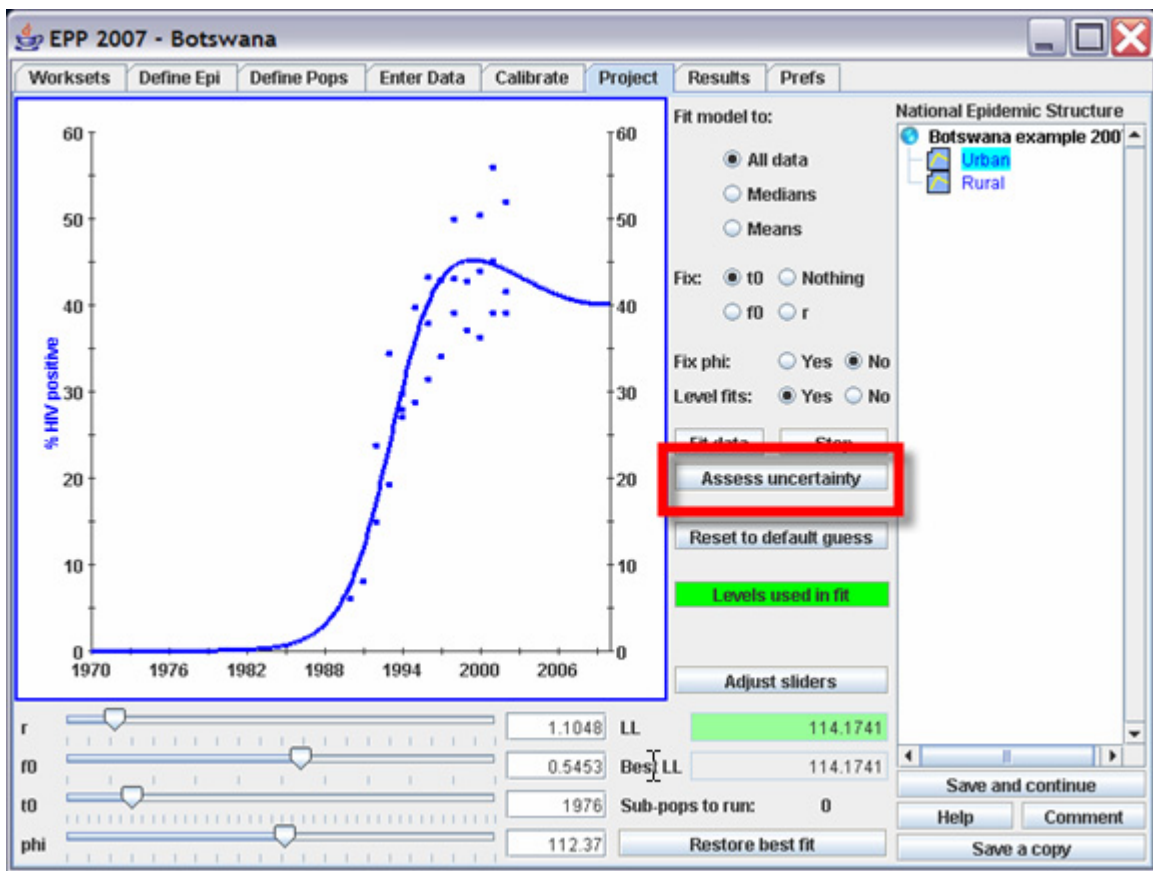 EPP 2007 - Botswana
Worksets Define Epi Define Pops Enter Data Calibrate Project Results Prefs
60 60
50 50
40 40
30 30
20 20
10 10
0 0
% HIV positive
1970 1976 1982 1988 1994 2000 2006
Fit model to:
All data
Medians
Means
Fix: t0 Nothing
f0 r
Fix phi: Yes No
Level fits: Yes No
Fit data Stop
Assess uncertainty
Reset to default guess
Levels used in fit
Adjust sliders
National Epidemic Structure
Botswana example 200
Urban
Rural
r 1.1048 LL 114.1741
f0 0.5453 Best LL 114.1741
t0 1976 Sub-pops to run: 0
phi 112.37 Restore best fit
Save and continue
Help Comment
Save a copy